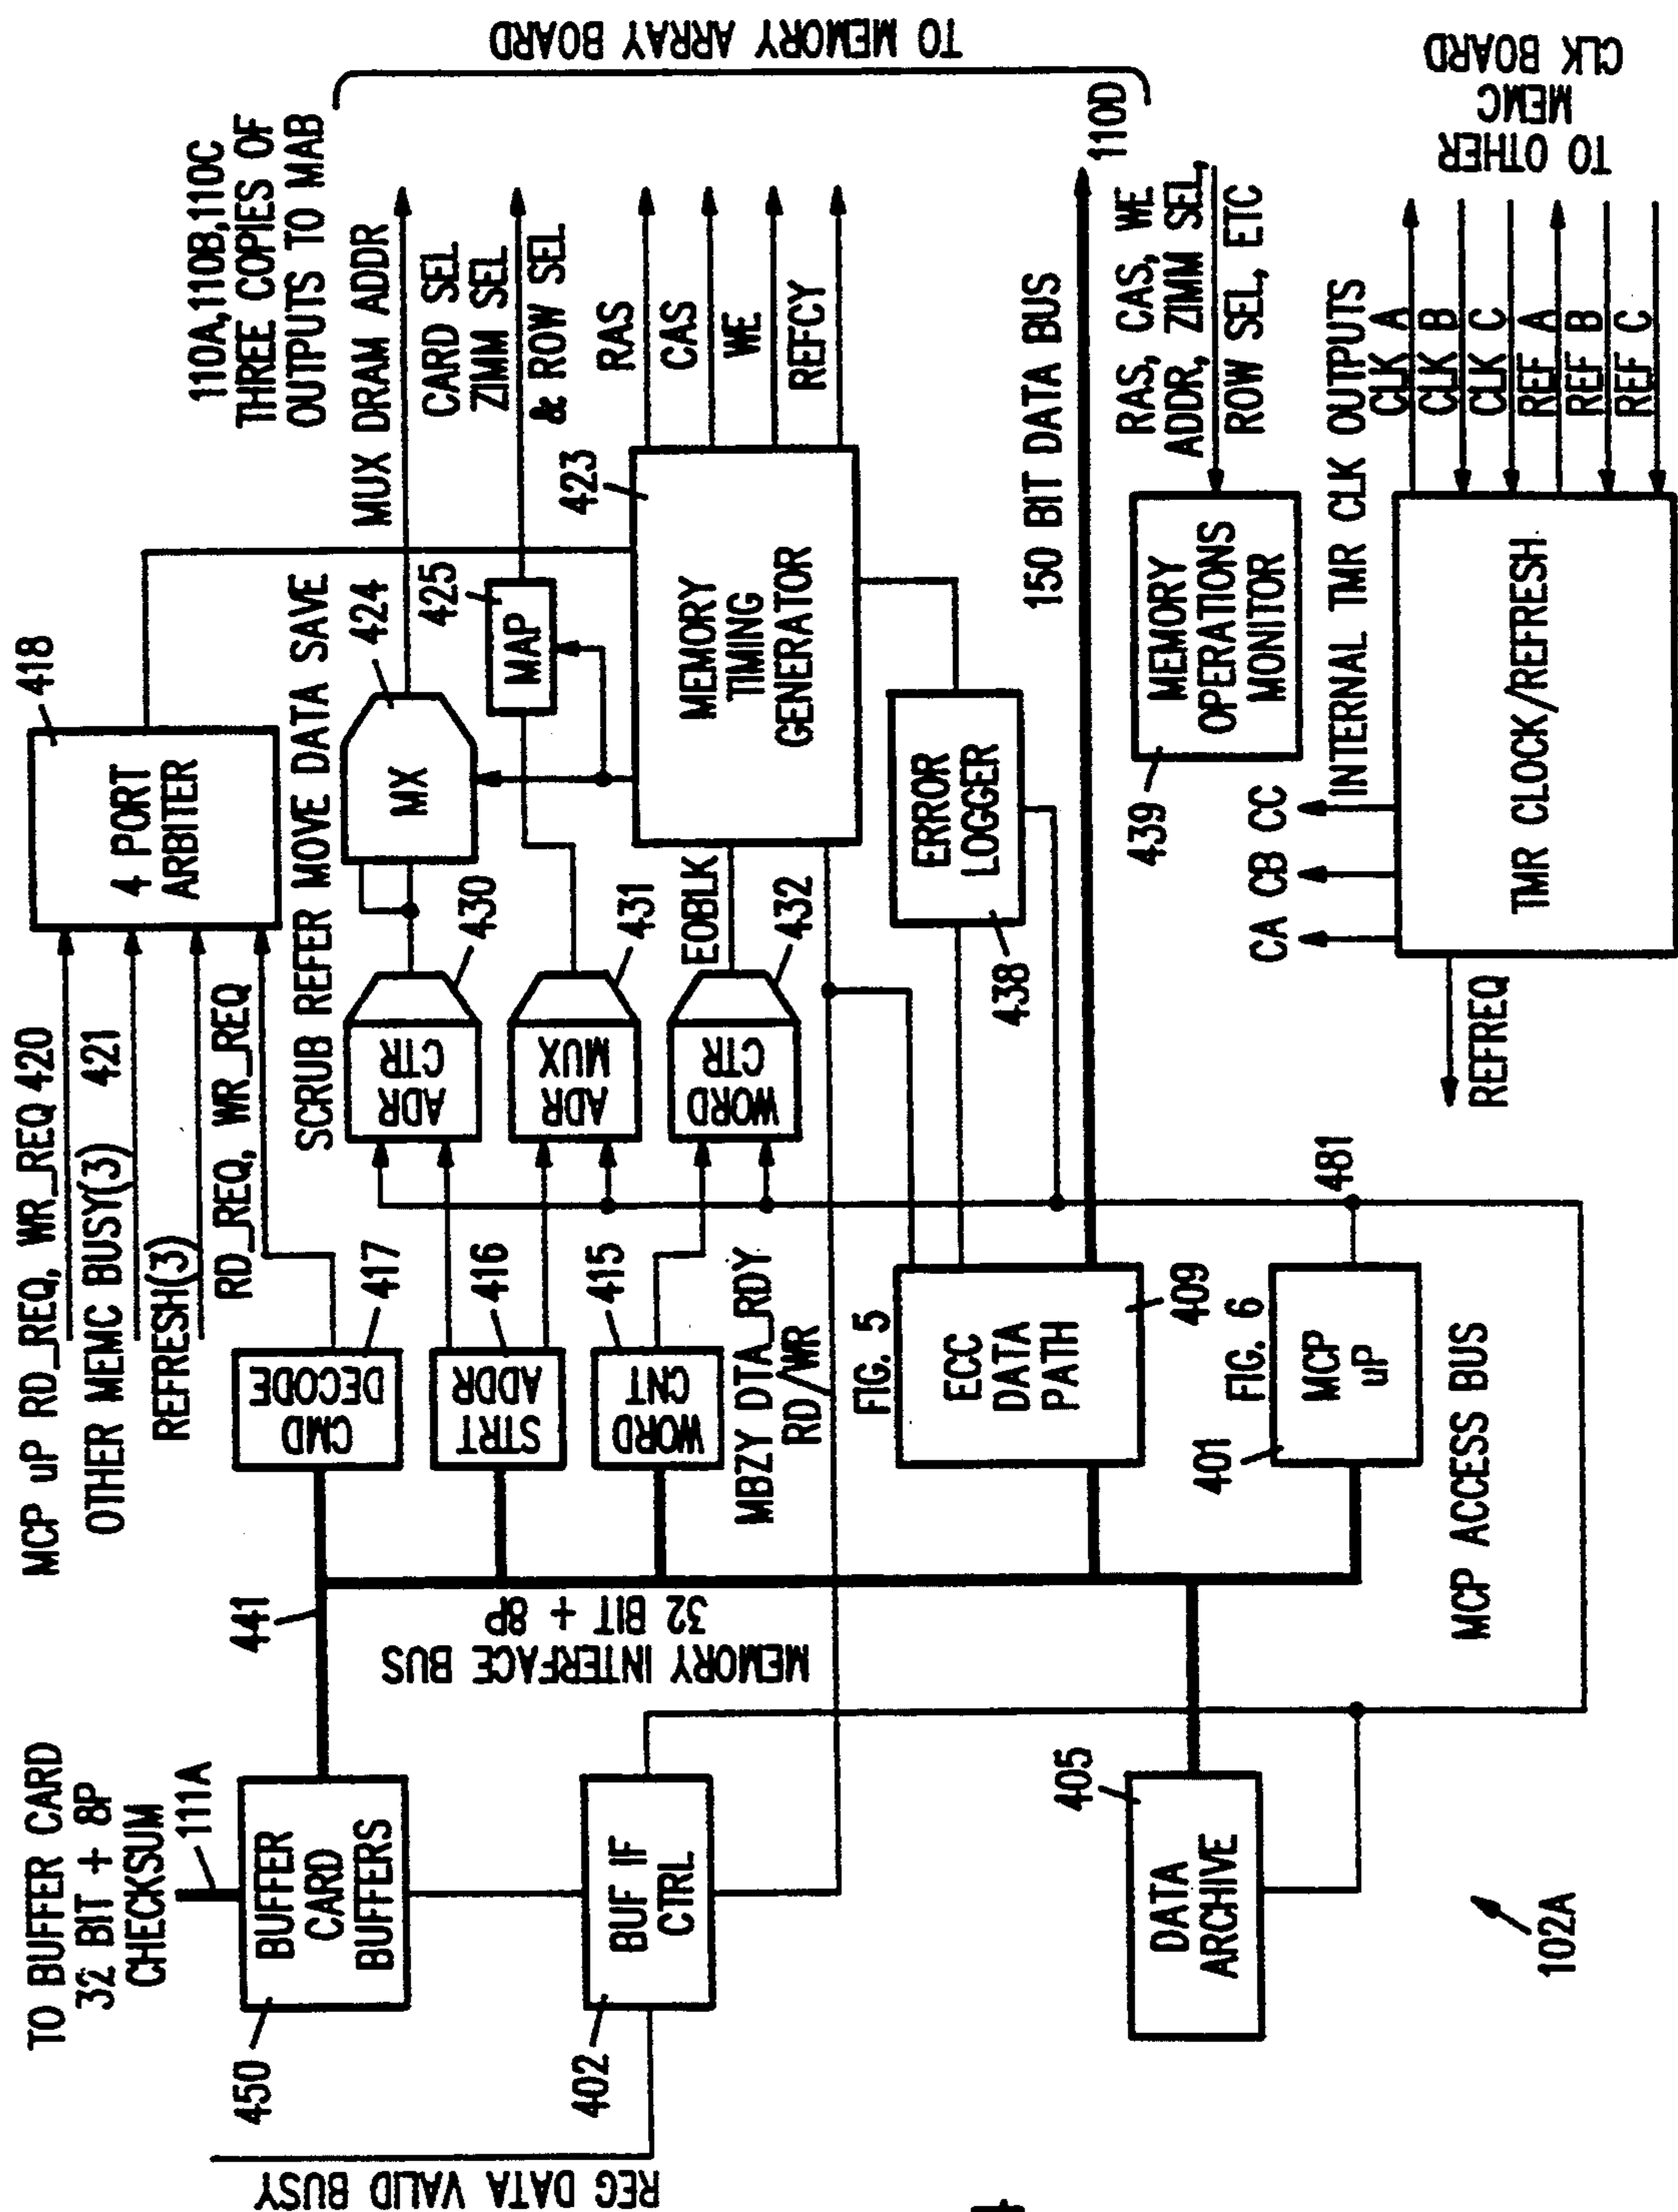 TO BUFFER CARD
32 BIT + 8P
CHECKSUM
111A
450
BUFFER
CARD
BUFFERS
441
REG DATA VALID BUSY
402
BUF IF
CTRL
MEMORY INTERFACE BUS
32 BIT + 8P
405
DATA
ARCHIVE
102A
MCP uP RD_REQ, WR_REQ 420
OTHER MEMC BUSY(3) 421
REFRESH(3)
RD_REQ, WR_REQ
418
4 PORT
ARBITER
CMD
DECODE
417
STRT
ADDR
416
WORD
CNT
415
MBZY DTA_RDY
RD/WR
SCRUB REFER MOVE DATA SAVE
ADR
CTR
430
ADR
MUX
431
WORD
CTR
432
EOBLK
MX
424
MAP
425
MEMORY
TIMING
GENERATOR
423
110A,110B,110C
THREE COPIES OF
OUTPUTS TO MAB
MUX DRAM ADDR
CARD SEL
ZIMM SEL
& ROW SEL
RAS
CAS
WE
REFCY
TO MEMORY ARRAY BOARD
FIG. 5
ECC
DATA
PATH
409
ERROR
LOGGER
438
150 BIT DATA BUS
110D
FIG. 6
401
MCP
uP
481
MCP ACCESS BUS
MEMORY
OPERATIONS
MONITOR
439
RAS, CAS, WE
ADDR, ZIMM SEL,
ROW SEL, ETC
INTERNAL TMR CLK OUTPUTS
CA CB CC
REFREQ
TMR CLOCK/REFRESH
CLK A
CLK B
CLK C
REF A
REF B
REF C
TO OTHER
MEMC
CLK BOARD